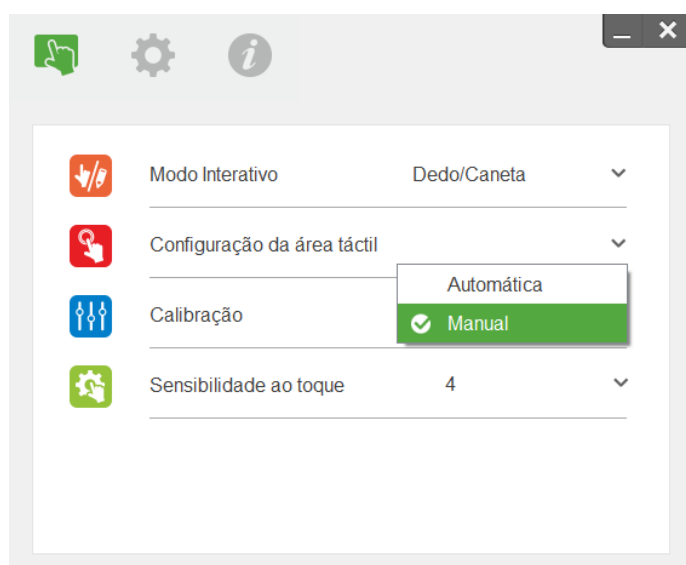 Modo Interativo Dedo/Caneta
Configuração da área táctil
Automática
Calibração
Manual
Sensibilidade ao toque 4